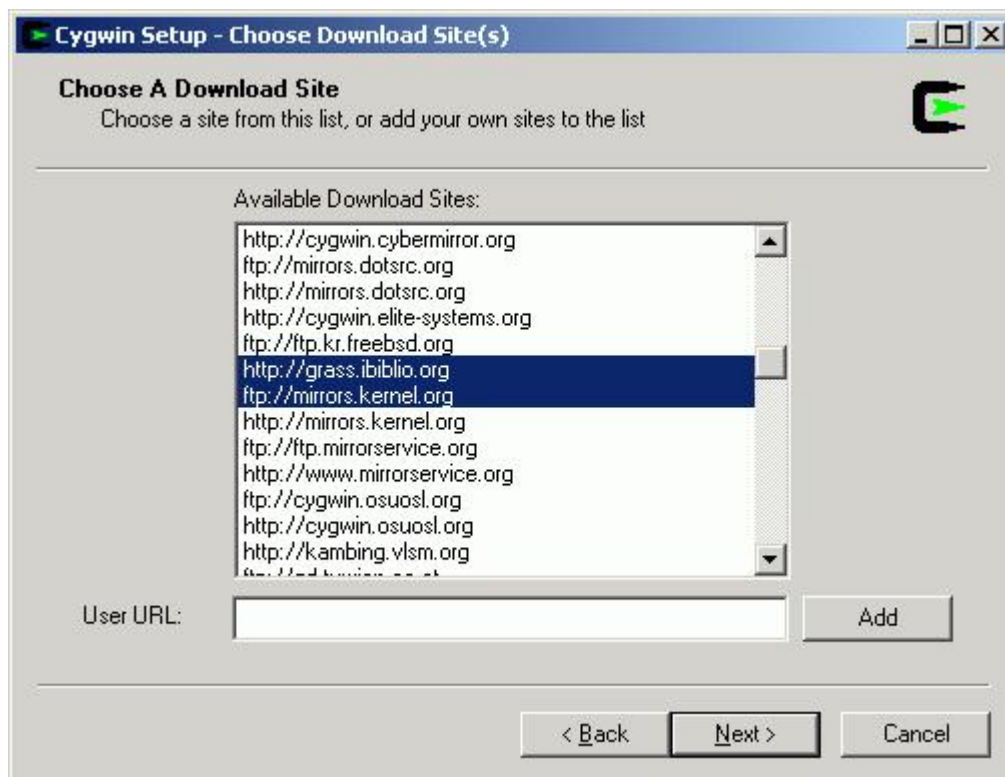 Cygwin Setup - Choose Download Site(s)
Choose A Download Site
Choose a site from this list, or add your own sites to the list
Available Download Sites:
http://cygwin.cybermirror.org
ftp://mirrors.dotsrc.org
http://mirrors.dotsrc.org
http://cygwin.elite-systems.org
ftp://ftp.kr.freebsd.org
http://grass.ibiblio.org
ftp://mirrors.kernel.org
http://mirrors.kernel.org
ftp://ftp.mirrorservice.org
http://www.mirrorservice.org
ftp://cygwin.osuosl.org
http://cygwin.osuosl.org
http://kambing.vlsm.org
User URL:
Add
< Back
Next >
Cancel